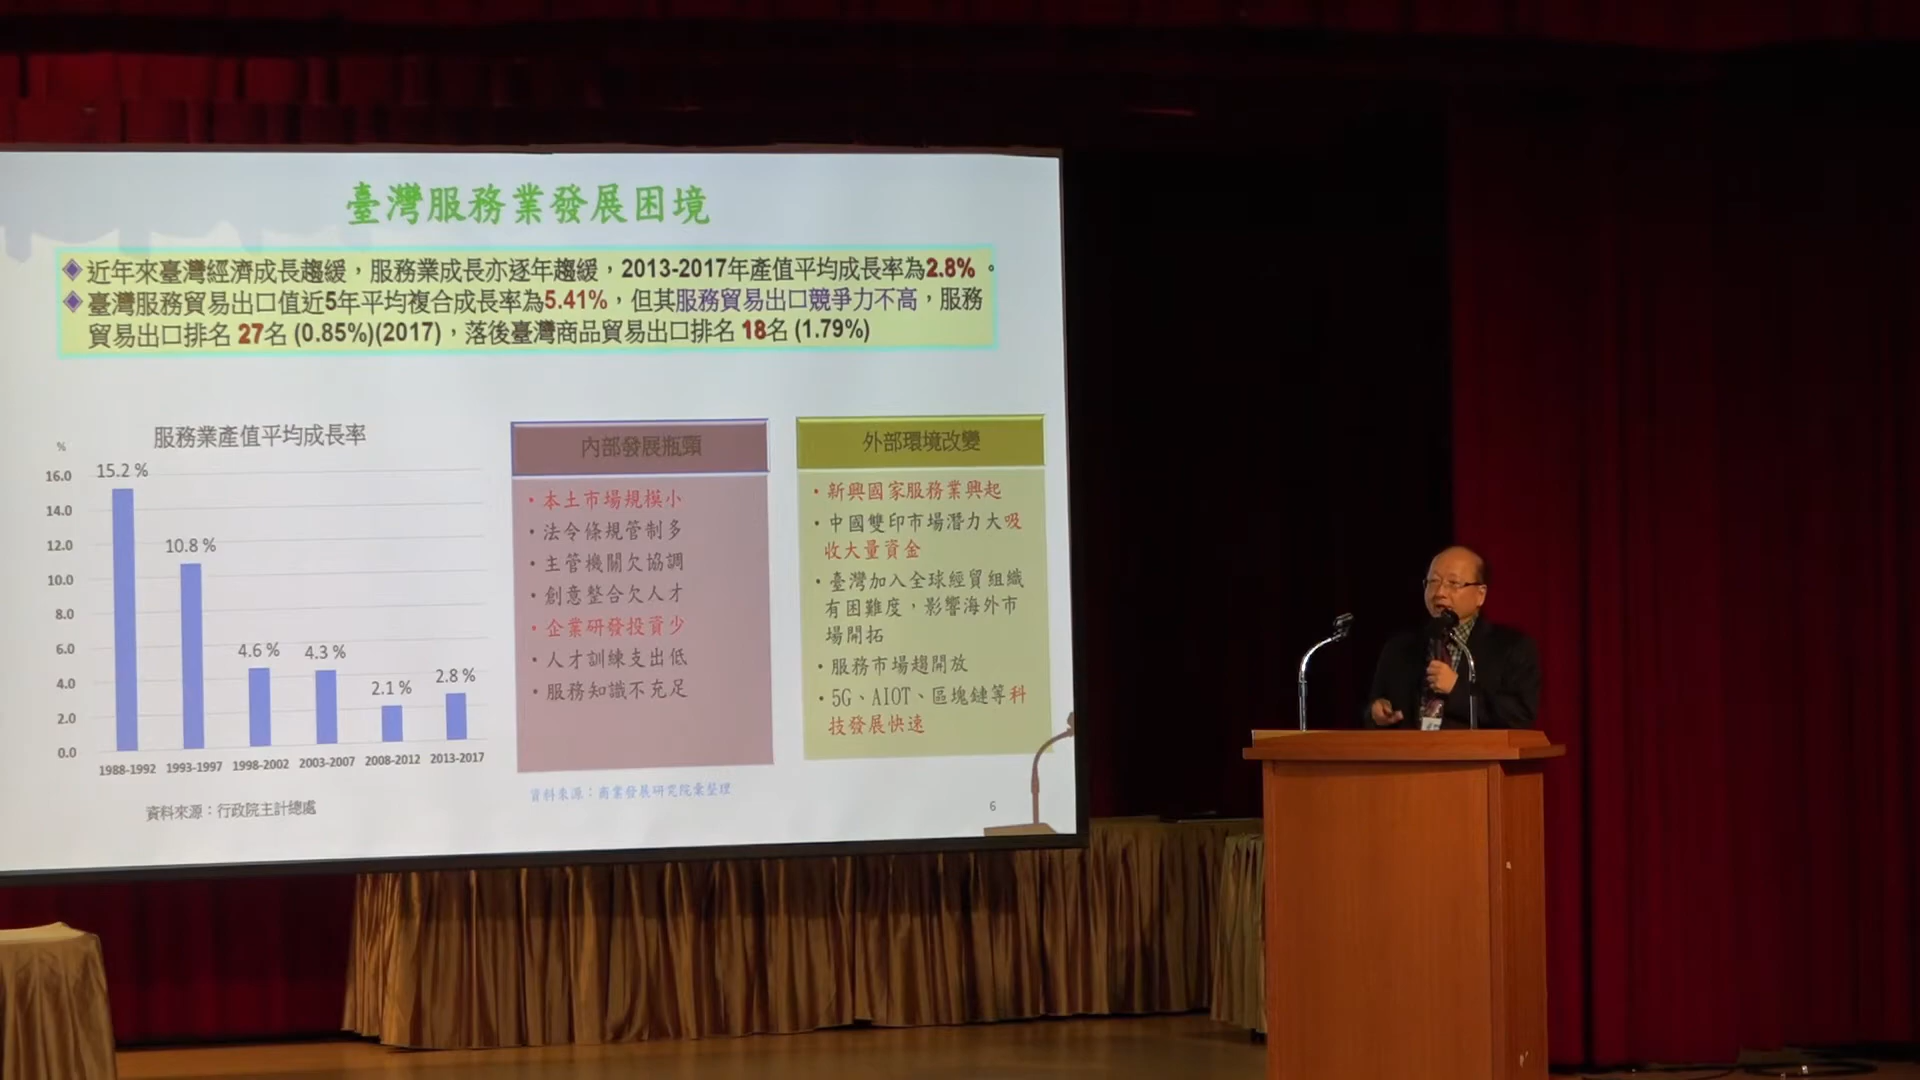 臺灣服務業發展困境
近年來臺灣經濟成長趨緩，服務業成長亦逐年趨緩，2013-2017年產值平均成長率為2.8%。
臺灣服務貿易出口值近5年平均複合成長率為5.41%，但其服務貿易出口競爭力不高，服務
貿易出口排名 27名 (0.85%)(2017)，落後臺灣商品貿易出口排名 18名 (1.79%)
服務業產值平均成長率
%
16.0
14.0
12.0
10.0
8.0
6.0
4.0
2.0
0.0
15.2 %
10.8 %
4.6 %
4.3 %
2.1 %
2.8 %
1988-1992 1993-1997 1998-2002 2003-2007 2008-2012 2013-2017
資料來源：行政院主計總處
內部發展瓶頸
・本土市場規模小
・法令條規管制多
・主管機關欠協調
・創意整合欠人才
・企業研發投資少
・人才訓練支出低
・服務知識不充足
資料來源：商業發展研究院彙整理
外部環境改變
・新興國家服務業興起
・中國雙印市場潛力大吸
收大量資金
・臺灣加入全球經貿組織
有困難度，影響海外市
場開拓
・服務市場趨開放
・5G、AIOT、區塊鏈等科
技發展快速
6